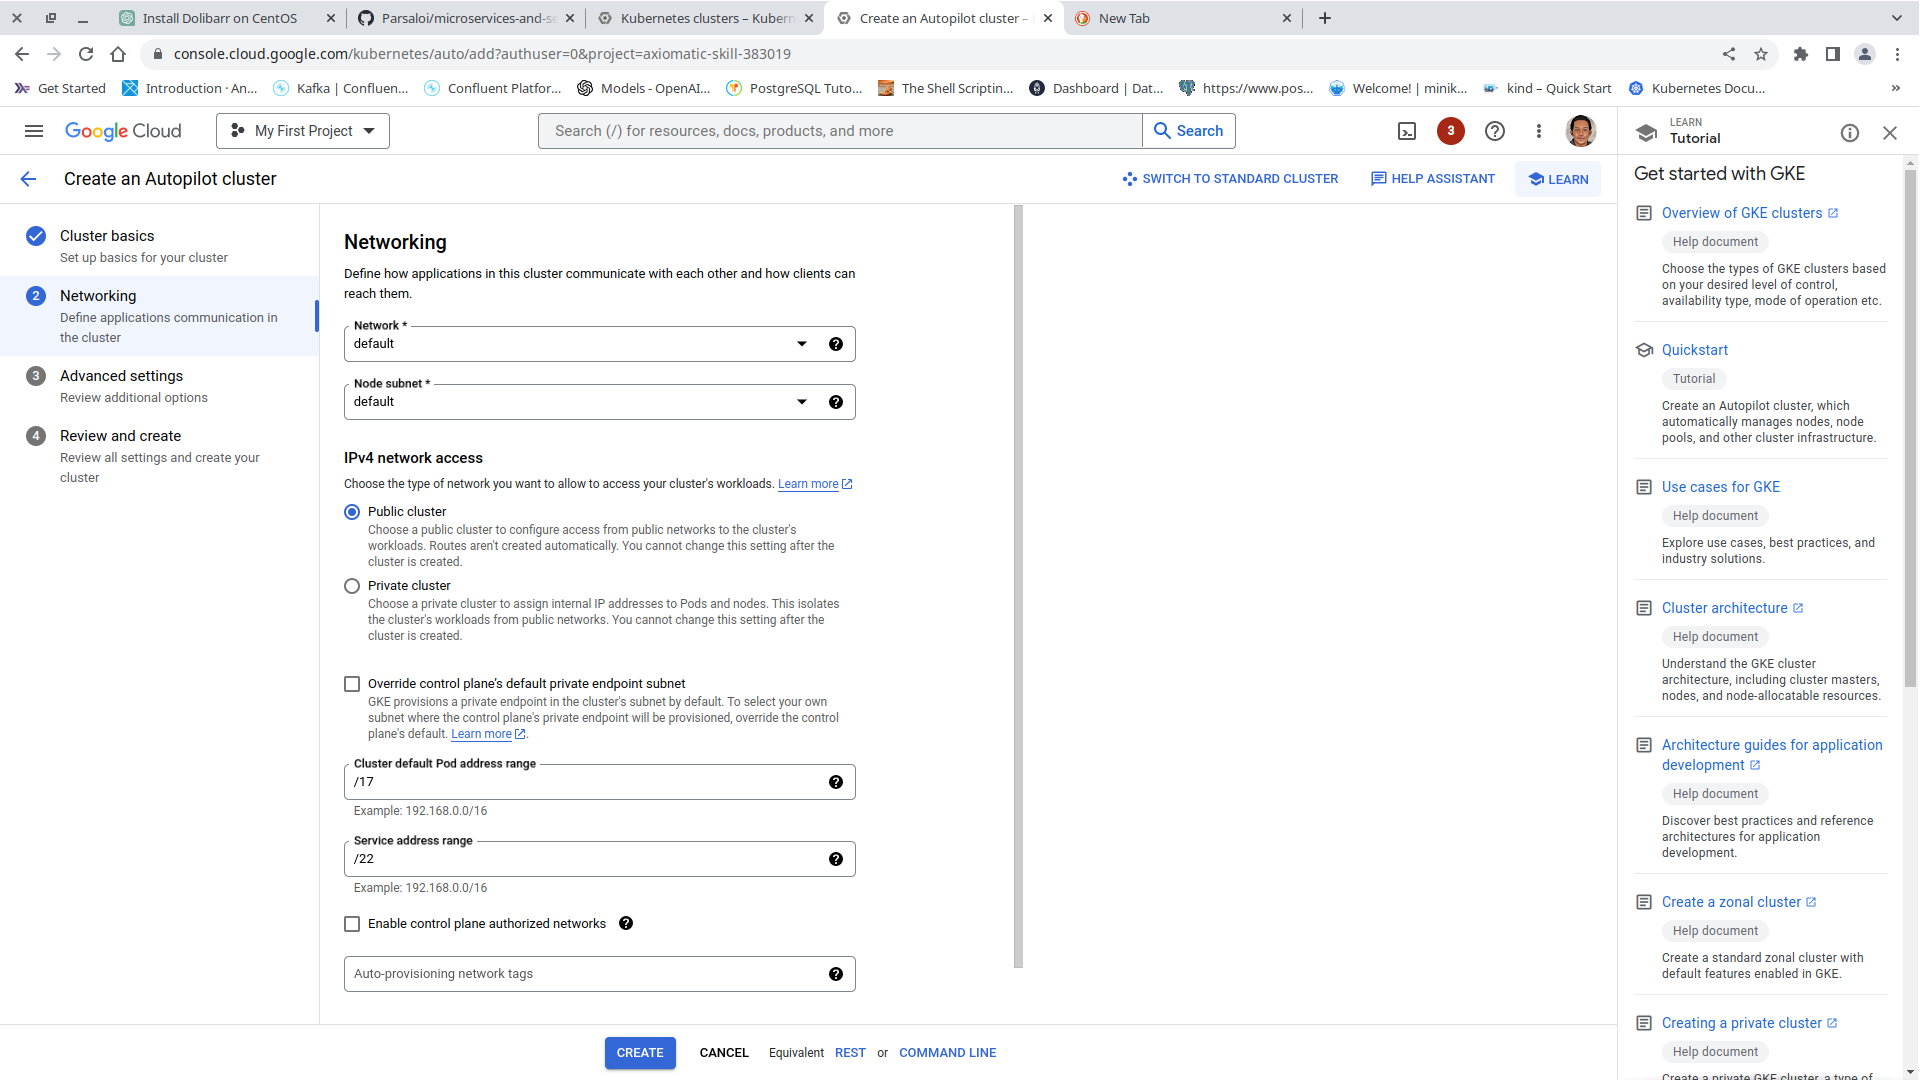 Install Dolibarr on CentOS
Parsaloi/microservices-and-se
Kubernetes clusters – Kubern
Create an Autopilot cluster –
New Tab
console.cloud.google.com/kubernetes/auto/add?authuser=0&project=axiomatic-skill-383019
Get Started
Introduction · An...
Kafka | Confluen...
Confluent Platfor...
Models - OpenAI...
PostgreSQL Tuto...
The Shell Scriptin...
Dashboard | Dat...
https://www.pos...
Welcome! | minik...
kind – Quick Start
Kubernetes Docu...
»
Google Cloud
My First Project
Search (/) for resources, docs, products, and more
Search
3
LEARN
Tutorial
Create an Autopilot cluster
SWITCH TO STANDARD CLUSTER
HELP ASSISTANT
LEARN
Cluster basics
Set up basics for your cluster
2
Networking
Define applications communication in
the cluster
3
Advanced settings
Review additional options
4
Review and create
Review all settings and create your
cluster
Networking
Define how applications in this cluster communicate with each other and how clients can
reach them.
Network *
default
Node subnet *
default
IPv4 network access
Choose the type of network you want to allow to access your cluster's workloads. Learn more
Public cluster
Choose a public cluster to configure access from public networks to the cluster's
workloads. Routes aren't created automatically. You cannot change this setting after the
cluster is created.
Private cluster
Choose a private cluster to assign internal IP addresses to Pods and nodes. This isolates
the cluster's workloads from public networks. You cannot change this setting after the
cluster is created.
Override control plane’s default private endpoint subnet
GKE provisions a private endpoint in the cluster's subnet by default. To select your own
subnet where the control plane's private endpoint will be provisioned, override the control
plane's default. Learn more .
Cluster default Pod address range
/17
Example: 192.168.0.0/16
Service address range
/22
Example: 192.168.0.0/16
Enable control plane authorized networks
Auto-provisioning network tags
CREATE
CANCEL
Equivalent REST or COMMAND LINE
Get started with GKE
Overview of GKE clusters
Help document
Choose the types of GKE clusters based
on your desired level of control,
availability type, mode of operation etc.
Quickstart
Tutorial
Create an Autopilot cluster, which
automatically manages nodes, node
pools, and other cluster infrastructure.
Use cases for GKE
Help document
Explore use cases, best practices, and
industry solutions.
Cluster architecture
Help document
Understand the GKE cluster
architecture, including cluster masters,
nodes, and node-allocatable resources.
Architecture guides for application
development
Help document
Discover best practices and reference
architectures for application
development.
Create a zonal cluster
Help document
Create a standard zonal cluster with
default features enabled in GKE.
Creating a private cluster
Help document
Create a private GKE cluster, a type of